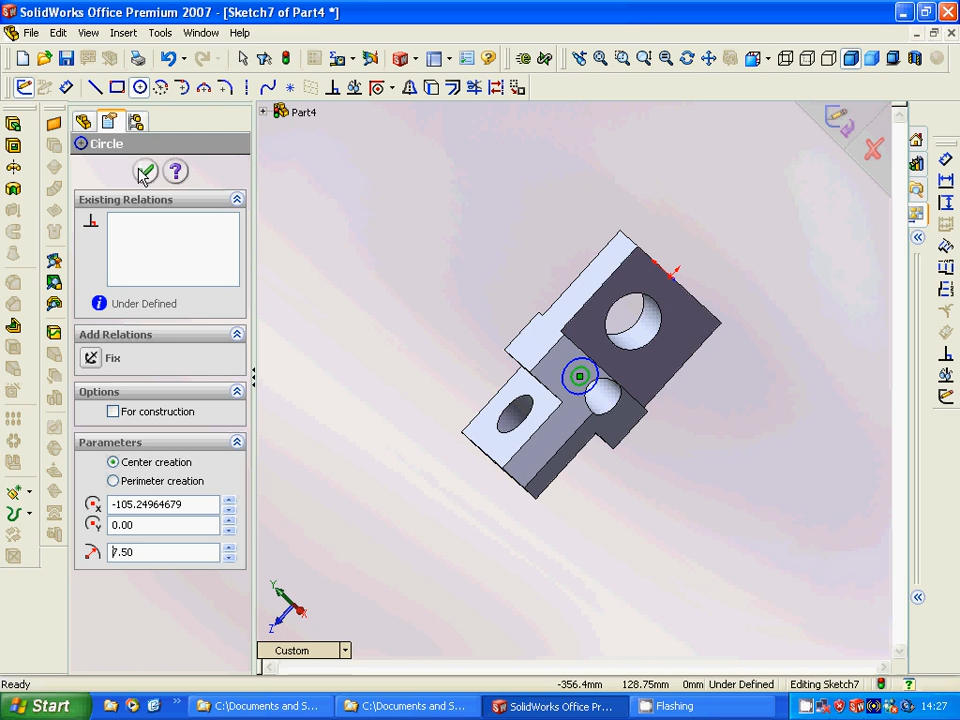 SolidWorks Office Premium 2007 - [Sketch7 of Part4 *]
File Edit View Insert Tools Window Help
Part4
Circle
Existing Relations
Under Defined
Add Relations
Fix
Options
For construction
Parameters
Center creation
Perimeter creation
-105.24964679
0.00
7.50
Y
X
Z
Custom
Ready
-356.4mm 128.75mm 0mm Under Defined Editing Sketch7
Start
C:\Documents and S...
C:\Documents and S...
SolidWorks Office Pr...
Flashing
14:27